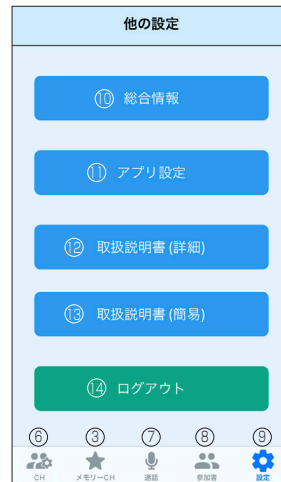 他の設定
⑩ 総合情報
⑪ アプリ設定
⑫ 取扱説明書 (詳細)
⑬ 取扱説明書 (簡易)
⑭ ログアウト
⑥ ③ ⑦ ⑧ ⑨
CH メモリーCH 通話 参加者 設定